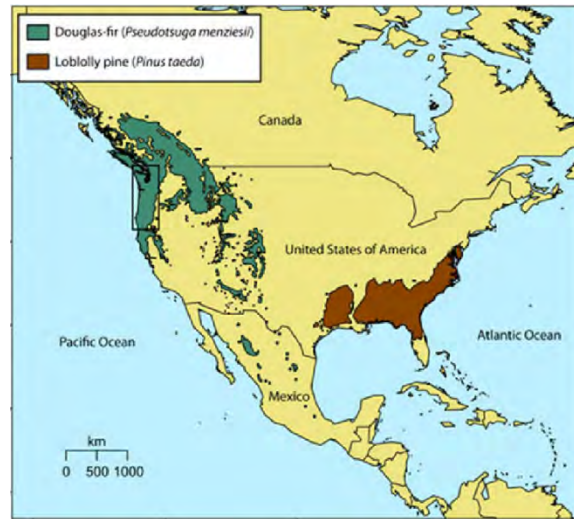 Douglas-fir (Pseudotsuga menziesii)
Loblolly pine (Pinus taeda)
Canada
United States of America
Pacific Ocean
Atlantic Ocean
Mexico
km
0 500 1000